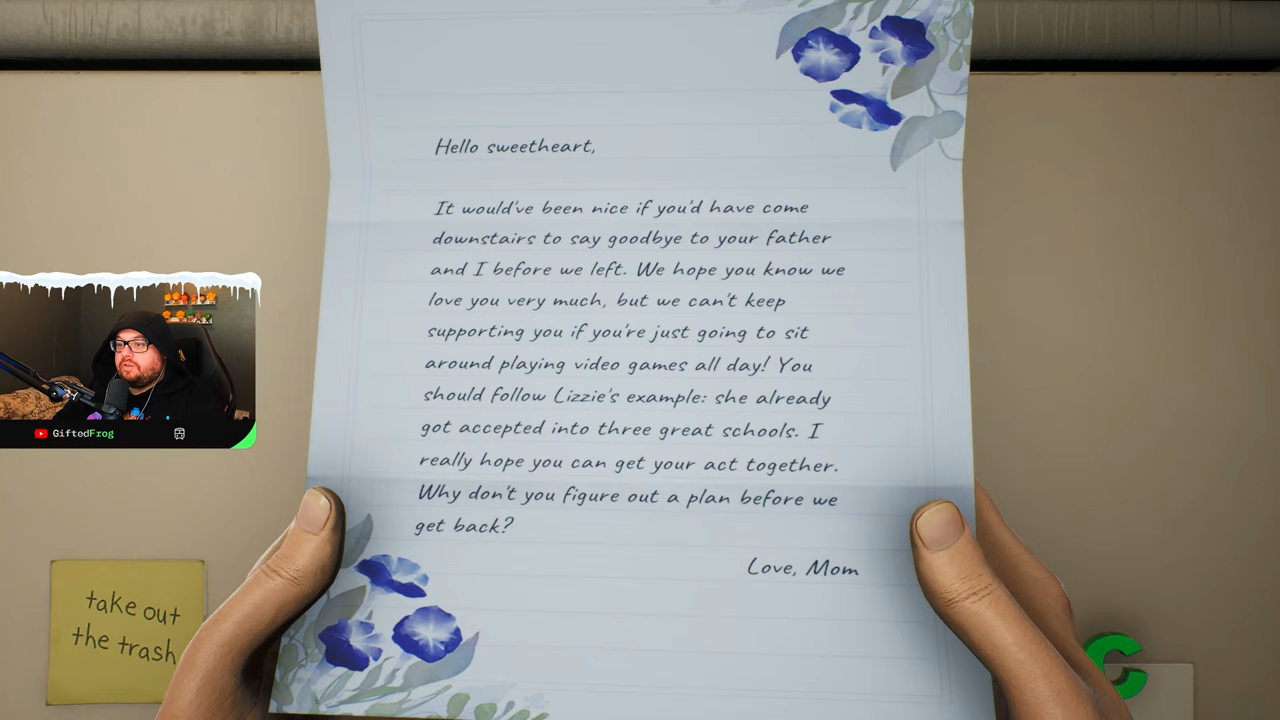 Hello sweetheart,
It would've been nice if you'd have come
downstairs to say goodbye to your father
and I before we left. We hope you know we
love you very much, but we can't keep
supporting you if you're just going to sit
around playing video games all day! You
should follow Lizzie's example: she already
got accepted into three great schools. I
really hope you can get your act together.
Why don't you figure out a plan before we
get back?
Love, Mom
GiftedFrog
take out
the trash
C